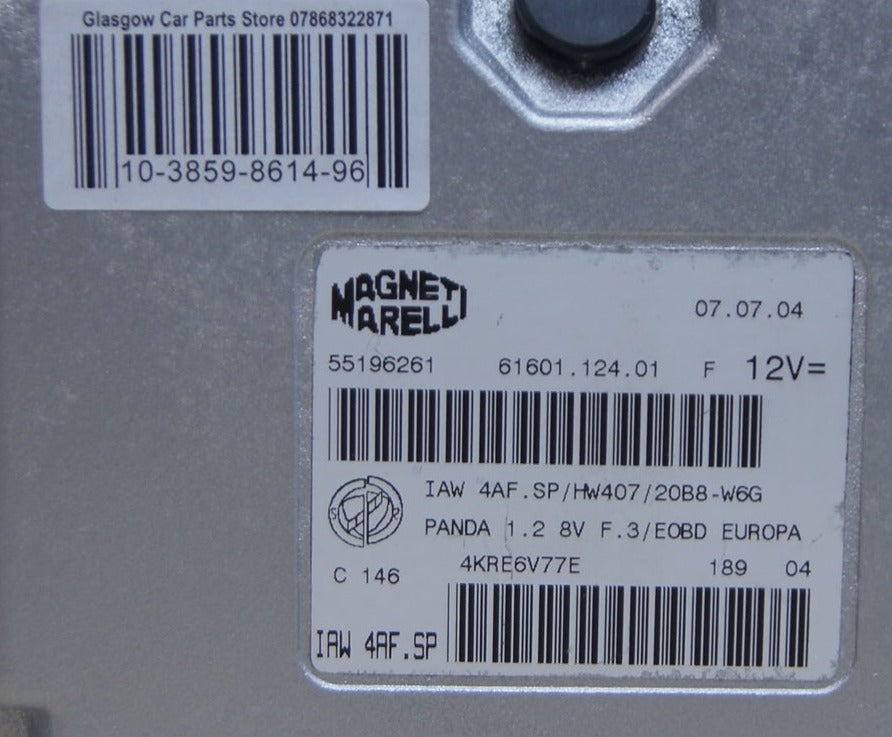 Glasgow Car Parts Store 07868322871
10-3859-8614-96
MAGNETI
MARELLI
07.07.04
55196261 61601.124.01 F 12V=
IAW 4AF.SP/HW407/20B8-W6G
PANDA 1.2 8V F.3/EOBD EUROPA
C 146 4KRE6V77E 189 04
IAW 4AF.SP